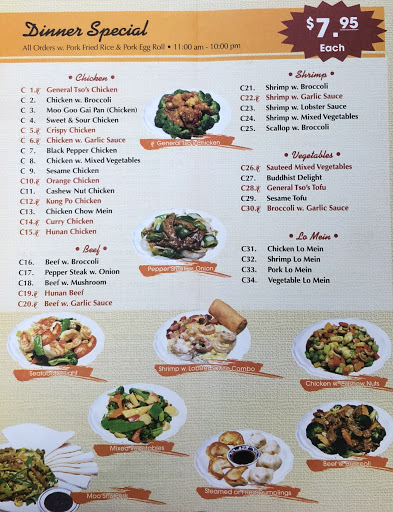 Dinner Special
All Orders w. Pork Fried Rice & Pork Egg Roll • 11:00 am - 10:00 pm
$7.95
Each
• Chicken •
C 1. General Tso's Chicken
C 2. Chicken w. Broccoli
C 3. Moo Goo Gai Pan (Chicken)
C 4. Sweet & Sour Chicken
C 5. Crispy Chicken
C 6. Chicken w. Garlic Sauce
C 7. Black Pepper Chicken
C 8. Chicken w. Mixed Vegetables
C 9. Sesame Chicken
C10. Orange Chicken
C11. Cashew Nut Chicken
C12. Kung Po Chicken
C13. Chicken Chow Mein
C14. Curry Chicken
C15. Hunan Chicken
• Beef •
C16. Beef w. Broccoli
C17. Pepper Steak w. Onion
C18. Beef w. Mushroom
C19. Hunan Beef
C20. Beef w. Garlic Sauce
General Tso's Chicken
Pepper Steak w. Onion
• Shrimp •
C21. Shrimp w. Broccoli
C22. Shrimp w. Garlic Sauce
C23. Shrimp w. Lobster Sauce
C24. Shrimp w. Mixed Vegetables
C25. Scallop w. Broccoli
• Vegetables •
C26. Sauteed Mixed Vegetables
C27. Buddhist Delight
C28. General Tso's Tofu
C29. Sesame Tofu
C30. Broccoli w. Garlic Sauce
• Lo Mein •
C31. Chicken Lo Mein
C32. Shrimp Lo Mein
C33. Pork Lo Mein
C34. Vegetable Lo Mein
Seafood Delight
Shrimp w. Lobster Sauce Combo
Chicken w. Cashew Nuts
Mixed Vegetables
Beef w. Broccoli
Moo Shu Pork
Steamed or Fried Dumplings